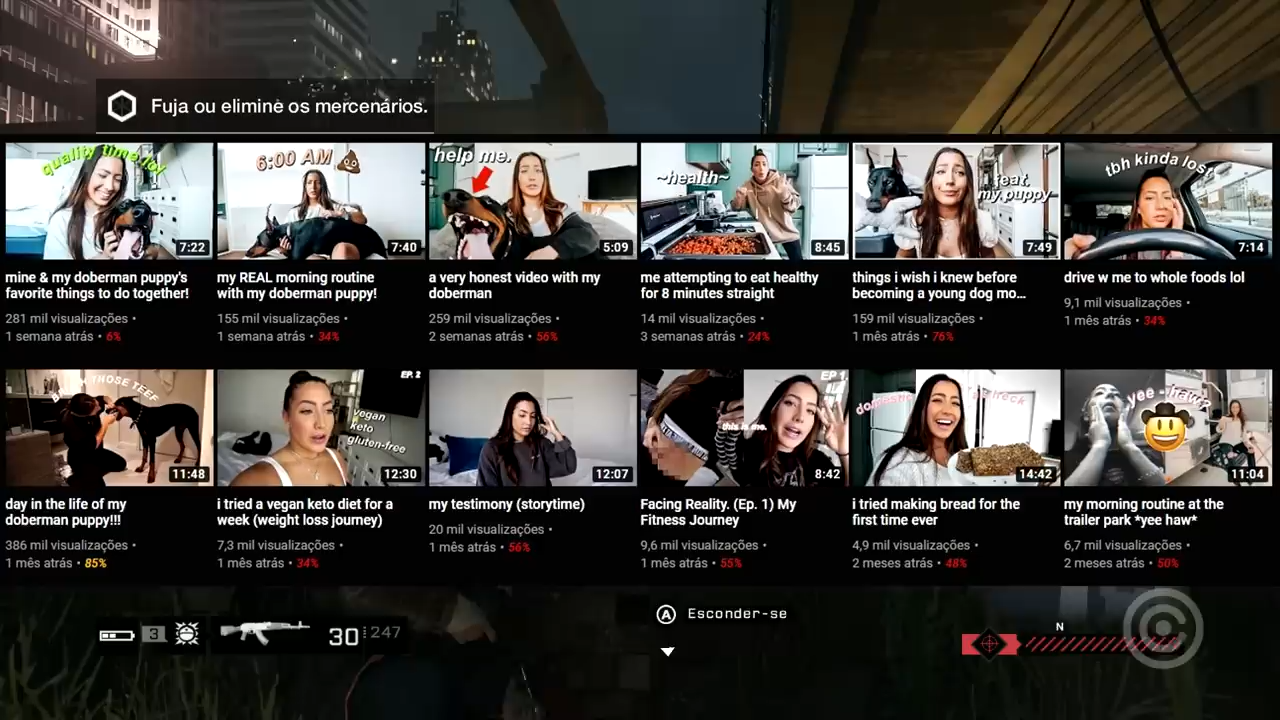 Fuja ou elimine os mercenários.
quality time lol
7:22
6:00 AM
7:40
help me.
5:09
~health~
8:45
feat.
my puppy
7:49
tbh kinda lost
7:14
mine & my doberman puppy's
favorite things to do together!
281 mil visualizações •
1 semana atrás • 6%
my REAL morning routine
with my doberman puppy!
155 mil visualizações •
1 semana atrás • 34%
a very honest video with my
doberman
259 mil visualizações •
2 semanas atrás • 56%
me attempting to eat healthy
for 8 minutes straight
14 mil visualizações •
3 semanas atrás • 24%
things i wish i knew before
becoming a young dog mo...
159 mil visualizações •
1 mês atrás • 76%
drive w me to whole foods lol
9,1 mil visualizações •
1 mês atrás • 34%
THOSE TEEF
11:48
EP. 2
vegan
keto
gluten-free
12:30
12:07
EP 1
this is me.
8:42
14:42
yee - haw?
11:04
day in the life of my
doberman puppy!!!
386 mil visualizações •
1 mês atrás • 85%
i tried a vegan keto diet for a
week (weight loss journey)
7,3 mil visualizações •
1 mês atrás • 34%
my testimony (storytime)
20 mil visualizações •
1 mês atrás • 56%
Facing Reality. (Ep. 1) My
Fitness Journey
9,6 mil visualizações •
1 mês atrás • 55%
i tried making bread for the
first time ever
4,9 mil visualizações •
2 meses atrás • 48%
my morning routine at the
trailer park *yee haw*
6,7 mil visualizações •
2 meses atrás • 50%
3
30 247
A Esconder-se
N
©